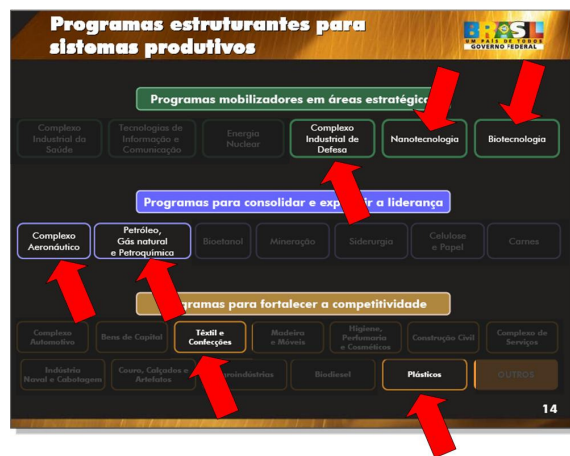 Programas estruturantes para
sistemas produtivos
BRASIL
UM PAÍS DE TODOS
GOVERNO FEDERAL
Programas mobilizadores em áreas
Complexo
Industrial da
Saúde
Tecnologias de
Informação e
Comunicação
Energia
Nuclear
Complexo
Industrial de
Defesa
Nanotecnologia
Biotecnologia
Programas para consolidar e a liderança
Complexo
Aeronáutico
Petróleo,
Gás natural
e Petroquímica
Bioetanol
Mineração
Siderurgia
Celulose
e Papel
Carnes
para fortalecer a competitividade
Complexo
Automotivo
Bens de Capital
Têxtil e
Confecções
Madeira
e Móveis
Higiene,
Perfumaria
e Cosméticos
Construção Civil
Complexo de
Serviços
Indústria
Naval e Cabotagem
Couro, Calçados e
Artefatos
Biodiesel
Plásticos
OUTROS
14